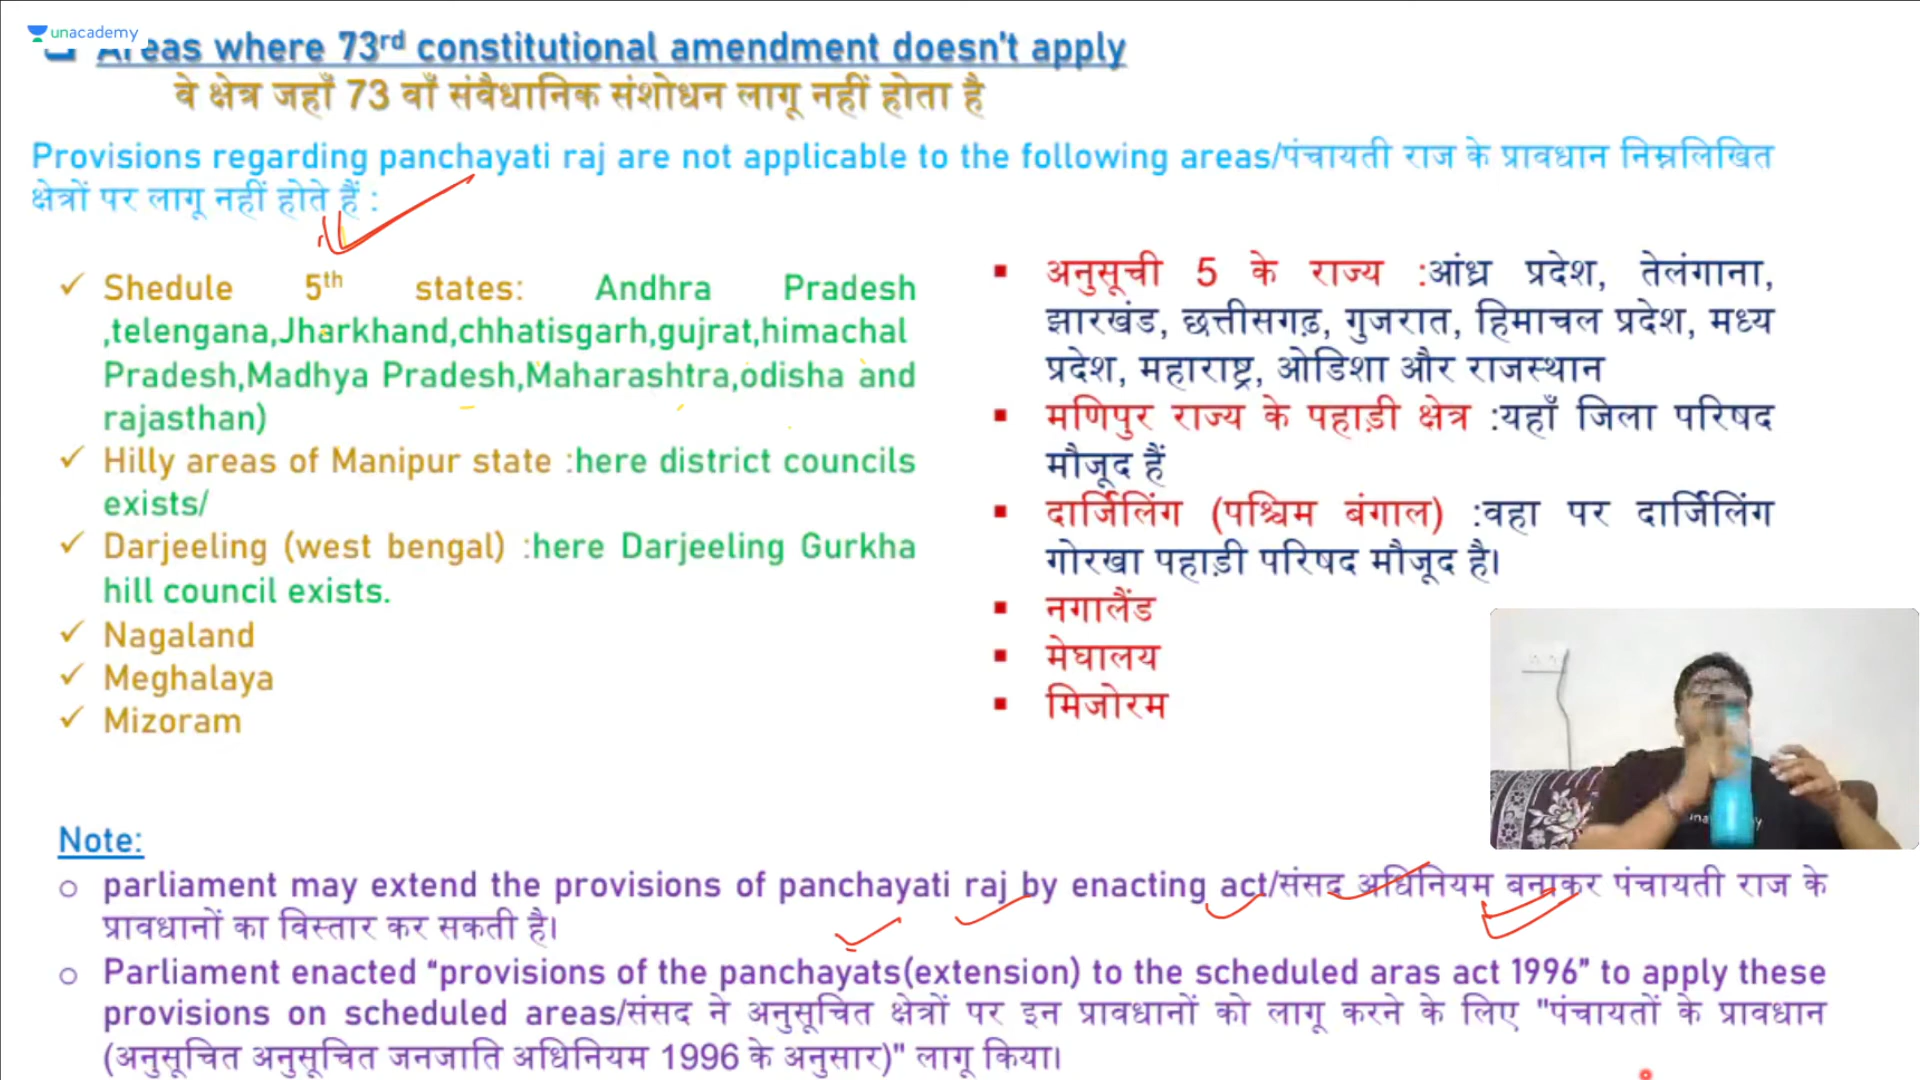 unacademy
Areas where 73rd constitutional amendment doesn't apply
वे क्षेत्र जहाँ 73 वाँ संवैधानिक संशोधन लागू नहीं होता है
Provisions regarding panchayati raj are not applicable to the following areas/पंचायती राज के प्रावधान निम्नलिखित
क्षेत्रों पर लागू नहीं होते हैं :
Shedule 5th states: Andhra Pradesh
,telengana,Jharkhand,chhatisgarh,gujrat,himachal
Pradesh,Madhya Pradesh,Maharashtra,odisha and
rajasthan)
Hilly areas of Manipur state :here district councils
exists/
Darjeeling (west bengal) :here Darjeeling Gurkha
hill council exists.
Nagaland
Meghalaya
Mizoram
अनुसूची 5 के राज्य :आंध्र प्रदेश, तेलंगाना,
झारखंड, छत्तीसगढ़, गुजरात, हिमाचल प्रदेश, मध्य
प्रदेश, महाराष्ट्र, ओडिशा और राजस्थान
मणिपुर राज्य के पहाड़ी क्षेत्र :यहाँ जिला परिषद
मौजूद हैं
दार्जिलिंग (पश्चिम बंगाल) :वहा पर दार्जिलिंग
गोरखा पहाड़ी परिषद मौजूद है।
नगालैंड
मेघालय
मिजोरम
Note:
parliament may extend the provisions of panchayati raj by enacting act/संसद अधिनियम बनाकर पंचायती राज के
प्रावधानों का विस्तार कर सकती है।
Parliament enacted “provisions of the panchayats(extension) to the scheduled aras act 1996” to apply these
provisions on scheduled areas/संसद ने अनुसूचित क्षेत्रों पर इन प्रावधानों को लागू करने के लिए "पंचायतों के प्रावधान
(अनुसूचित अनुसूचित जनजाति अधिनियम 1996 के अनुसार)" लागू किया।